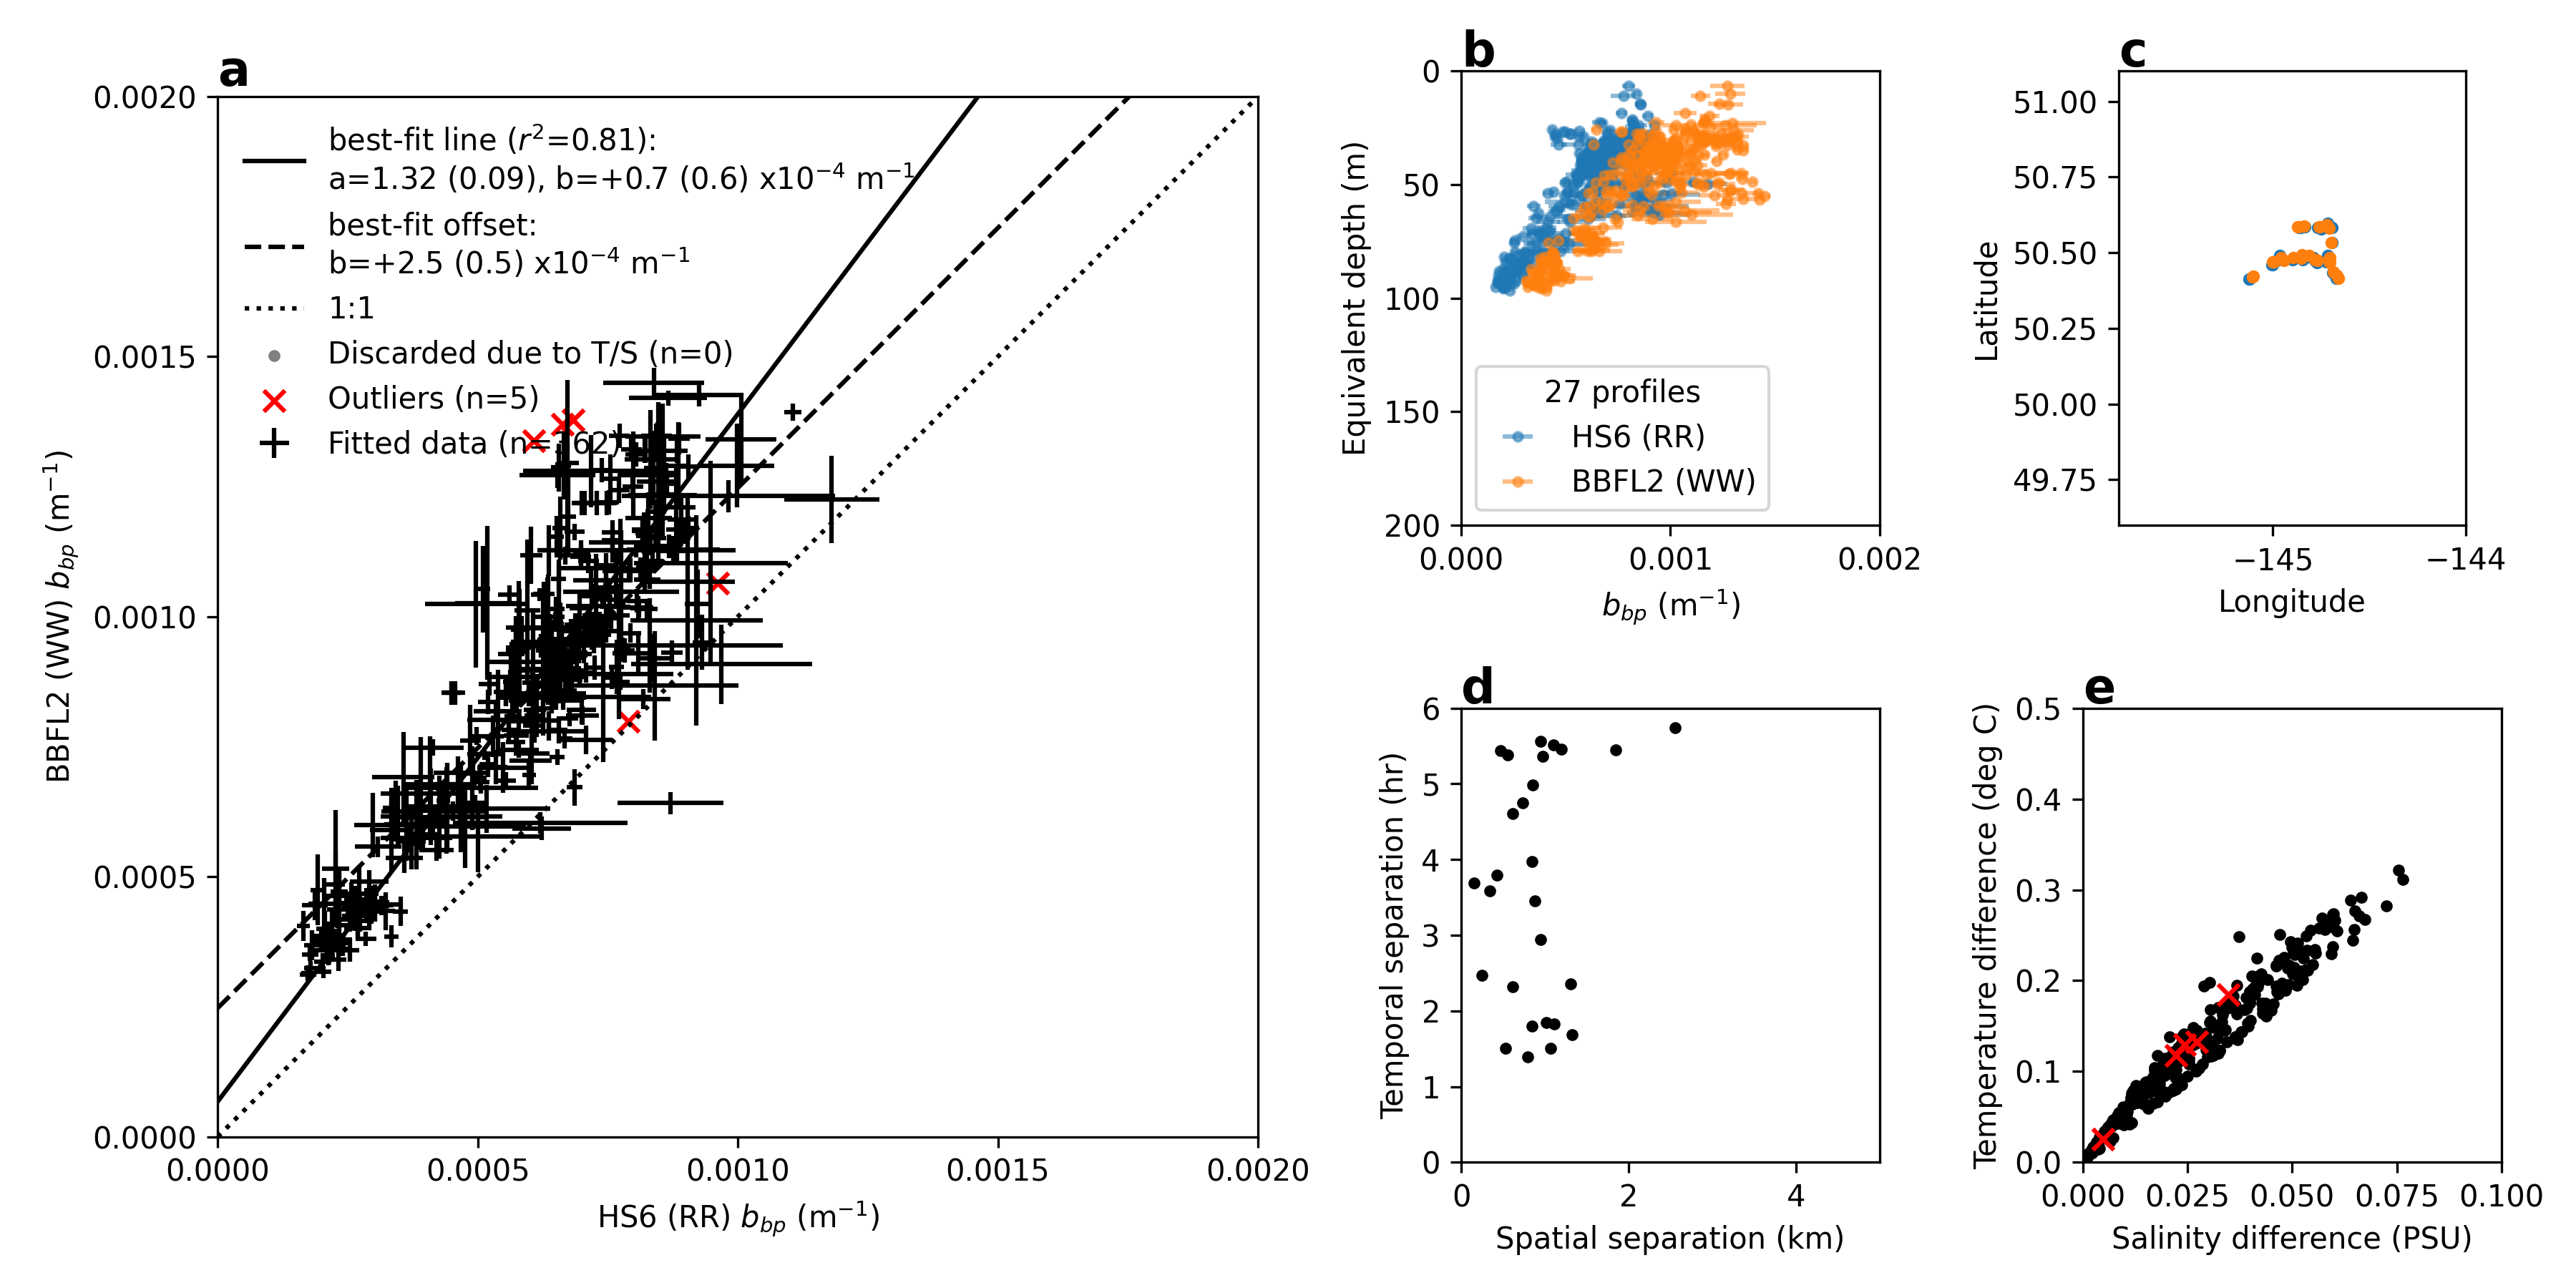 a
0.0020
0.0015
0.0010
0.0005
0.0000
BBFL2 (WW) b_bp (m⁻¹)
best-fit line (r²=0.81):
a=1.32 (0.09), b=+0.7 (0.6) x10⁻⁴ m⁻¹
best-fit offset:
b=+2.5 (0.5) x10⁻⁴ m⁻¹
1:1
Discarded due to T/S (n=0)
Outliers (n=5)
Fitted data
0.0000 0.0005 0.0010 0.0015 0.0020
HS6 (RR) b_bp (m⁻¹)
b
0
50
100
150
200
Equivalent depth (m)
27 profiles
HS6 (RR)
BBFL2 (WW)
0.000 0.001 0.002
b_bp (m⁻¹)
c
51.00
50.75
50.50
50.25
50.00
49.75
Latitude
−145 −144
Longitude
d
6
5
4
3
2
1
0
Temporal separation (hr)
0 2 4
Spatial separation (km)
e
0.5
0.4
0.3
0.2
0.1
0.0
Temperature difference (deg C)
0.000 0.025 0.050 0.075 0.100
Salinity difference (PSU)